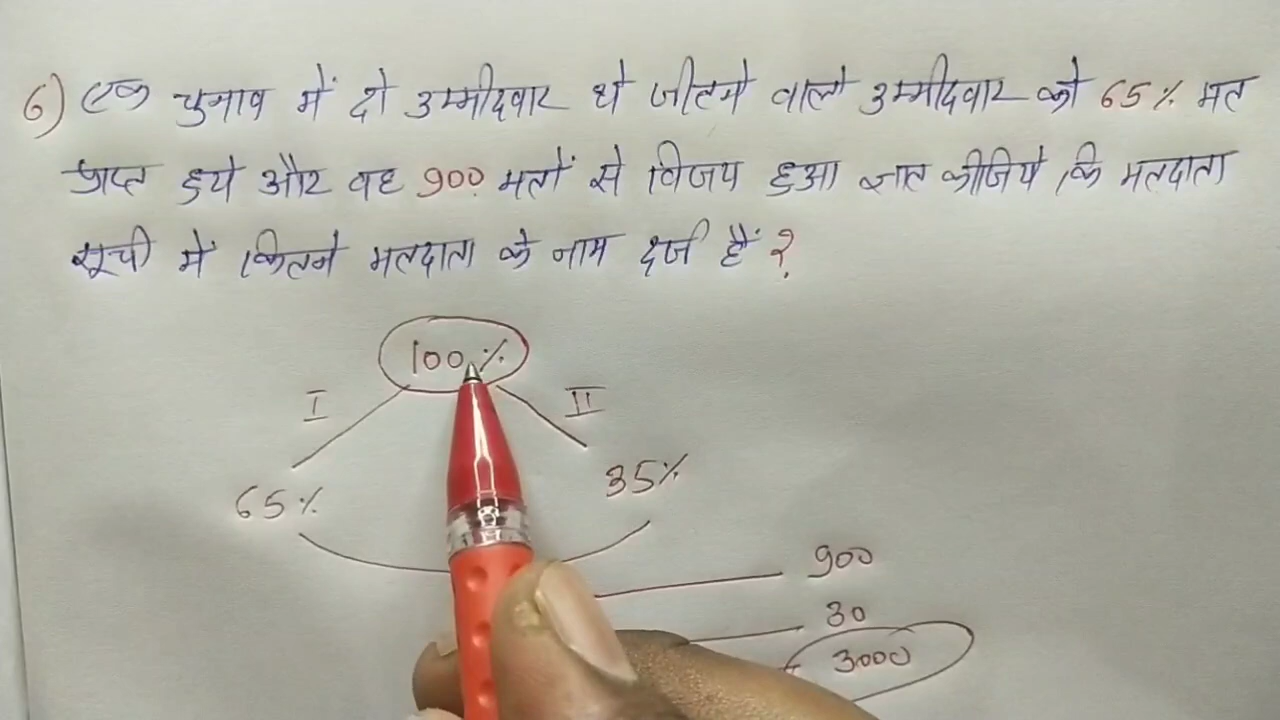 6) एक चुनाव में दो उम्मीदवार थे जीतने वाले उम्मीदवार को 65% मत
प्राप्त हुये और वह 900 मतों से विजय हुआ ज्ञात कीजिये कि मतदाता
सूची में कितने मतदाता के नाम दर्ज हैं ?
100%
I II
65% 35%
900
30
3000